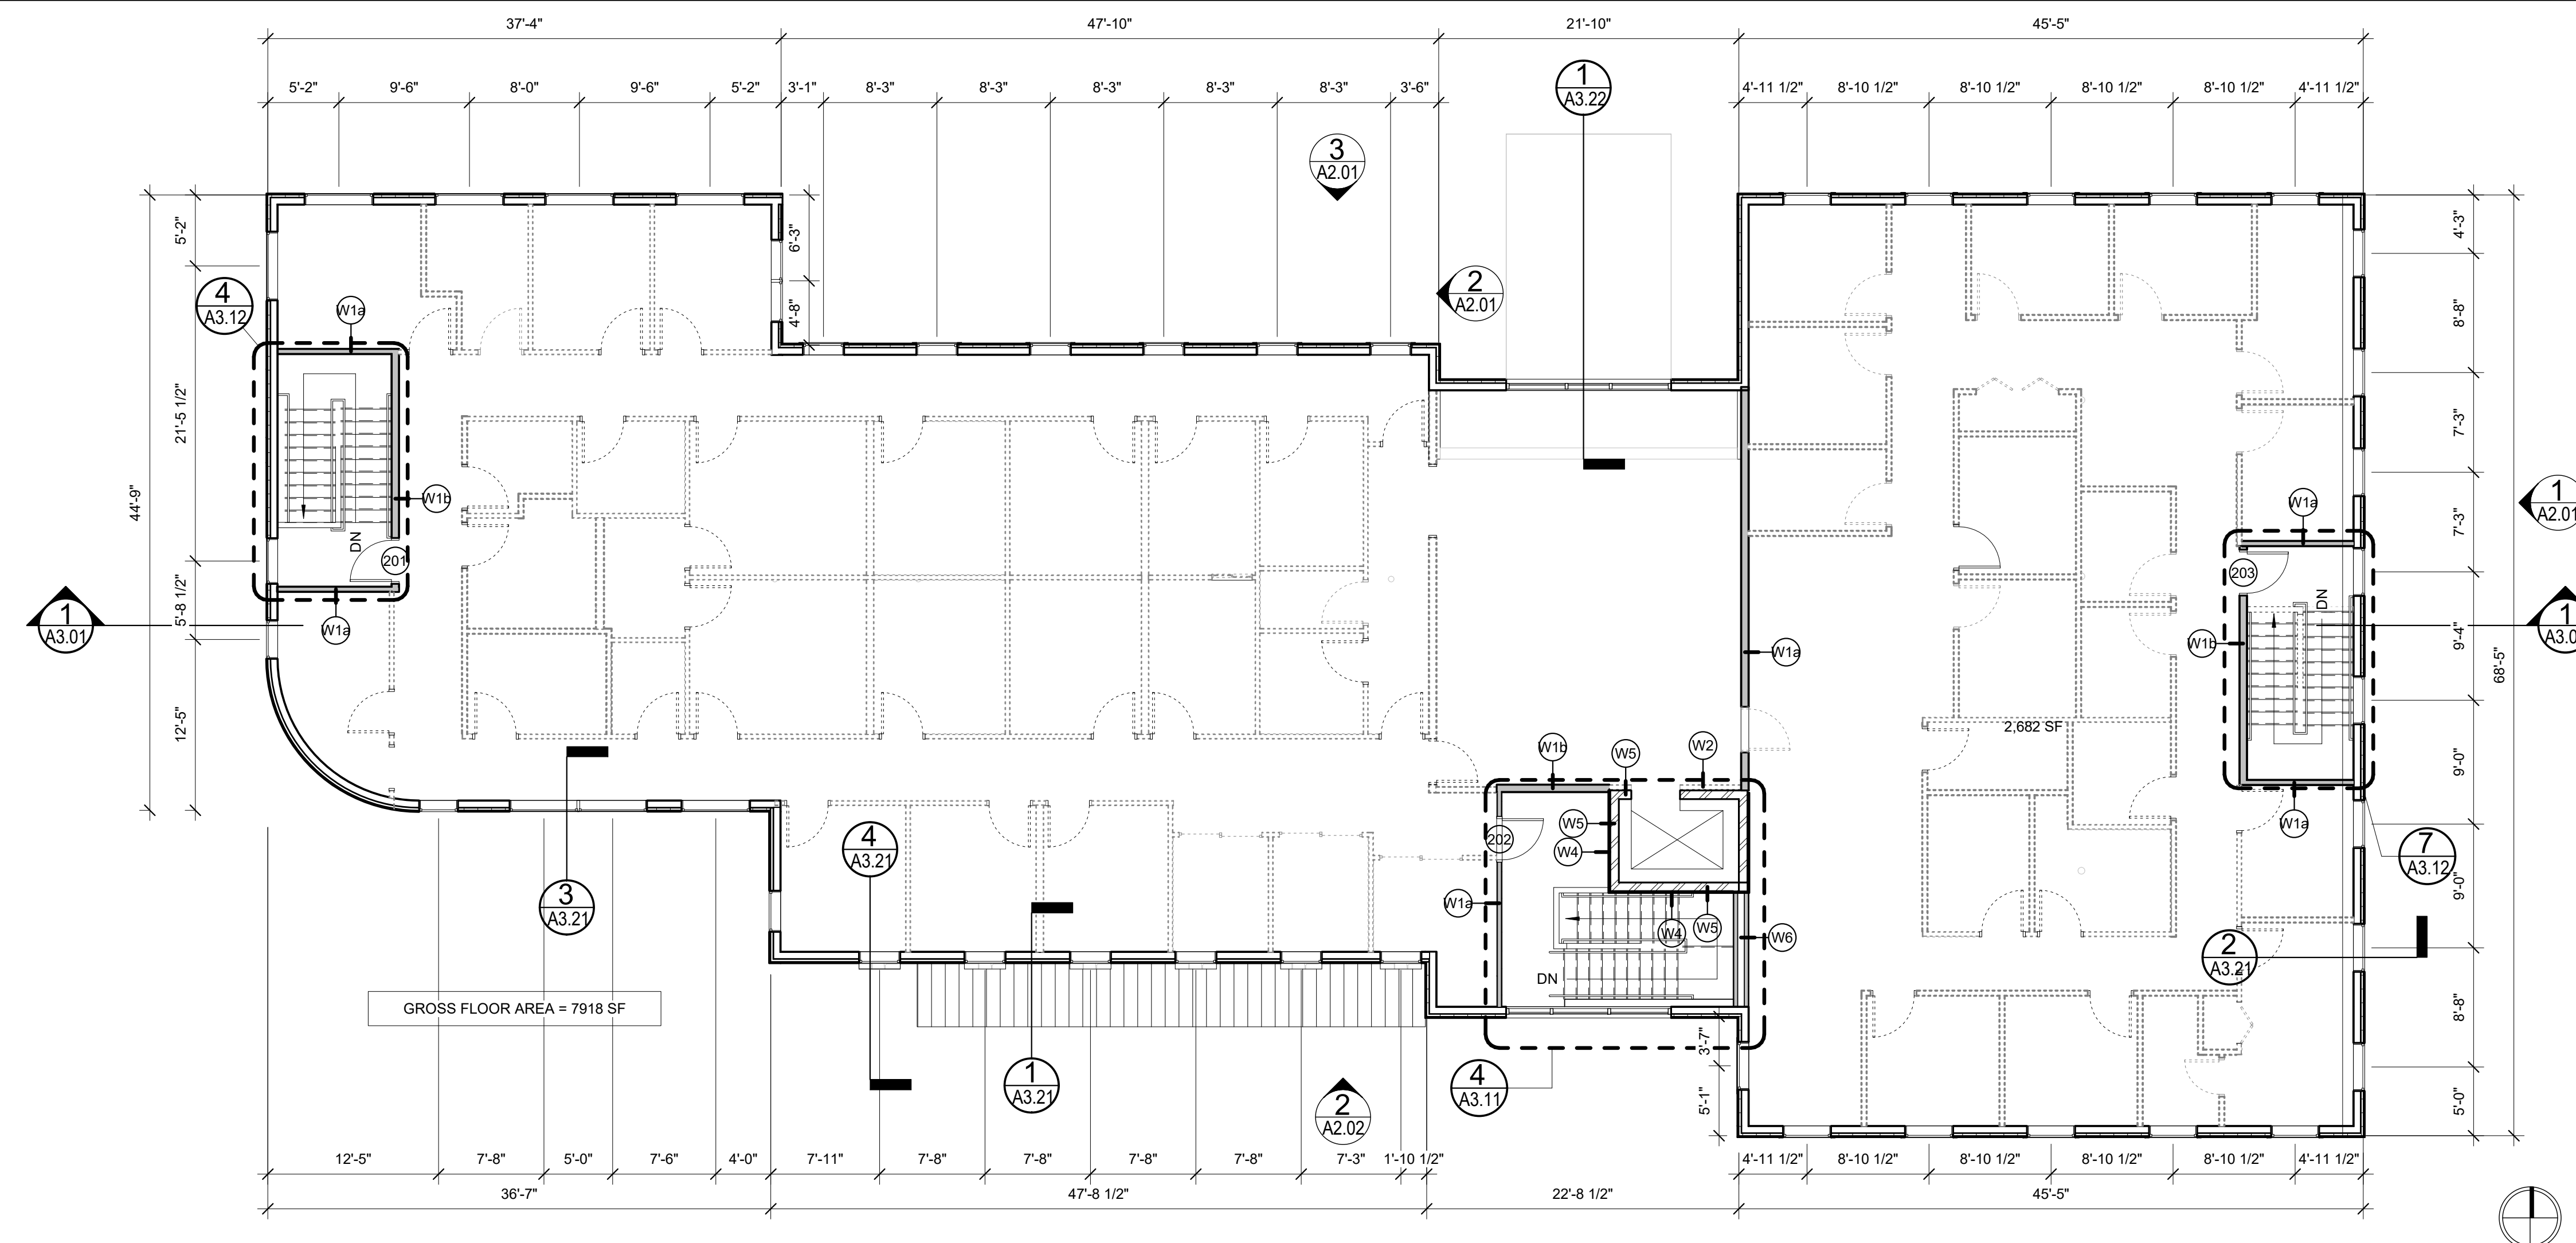 37'-4" 47'-10" 21'-10" 45'-5"
5'-2" 9'-6" 8'-0" 9'-6" 5'-2" 3'-1" 8'-3" 8'-3" 8'-3" 8'-3" 8'-3" 3'-6" 4'-11 1/2" 8'-10 1/2" 8'-10 1/2" 8'-10 1/2" 8'-10 1/2" 4'-11 1/2"
1
A3.22
3
A2.01
2
A2.01
4
A3.12
5'-2"
21'-5 1/2"
5'-8 1/2"
12'-5"
44'-9"
6'-3"
4'-8"
W1a
W1b
DN
201
W1a
1
A3.01
4'-3"
8'-8"
7'-3"
7'-3"
9'-4"
9'-0"
9'-0"
8'-8"
5'-0"
68'-5"
1
A2.01
1
A3.0
W1a
203
DN
W1b
W1a
7
A3.12
W1a
2,682 SF
W1b
W5
W2
202
W5
W4
W1a
W4
W5
W6
DN
2
A3.21
4
A3.21
3
A3.21
1
A3.21
GROSS FLOOR AREA = 7918 SF
3'-7"
5'-1"
4
A3.11
2
A2.02
12'-5" 7'-8" 5'-0" 7'-6" 4'-0" 7'-11" 7'-8" 7'-8" 7'-8" 7'-8" 7'-3" 1'-10 1/2" 4'-11 1/2" 8'-10 1/2" 8'-10 1/2" 8'-10 1/2" 8'-10 1/2" 4'-11 1/2"
36'-7" 47'-8 1/2" 22'-8 1/2" 45'-5"